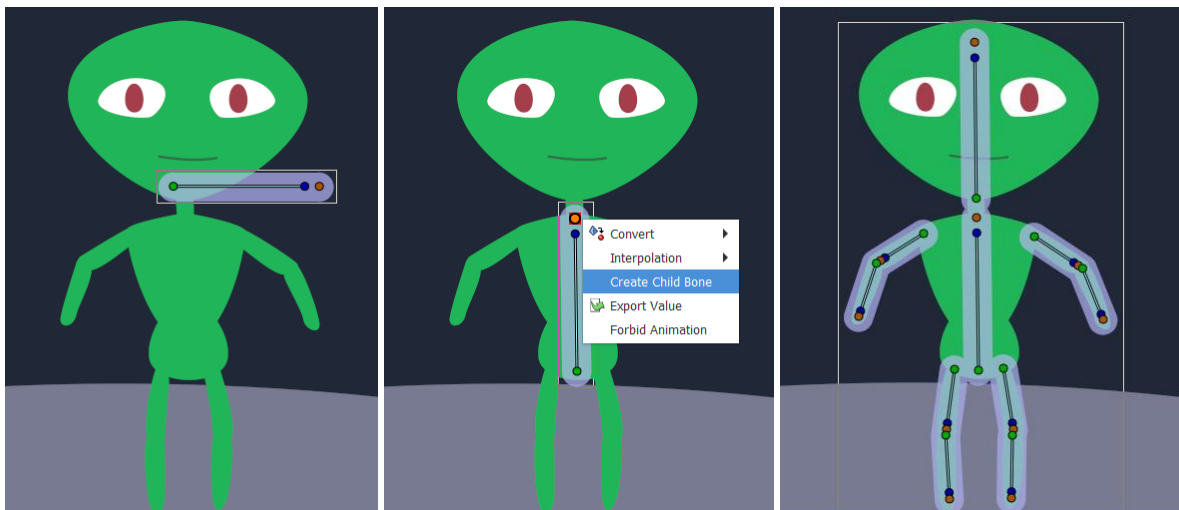 Convert
Interpolation
Create Child Bone
Export Value
Forbid Animation